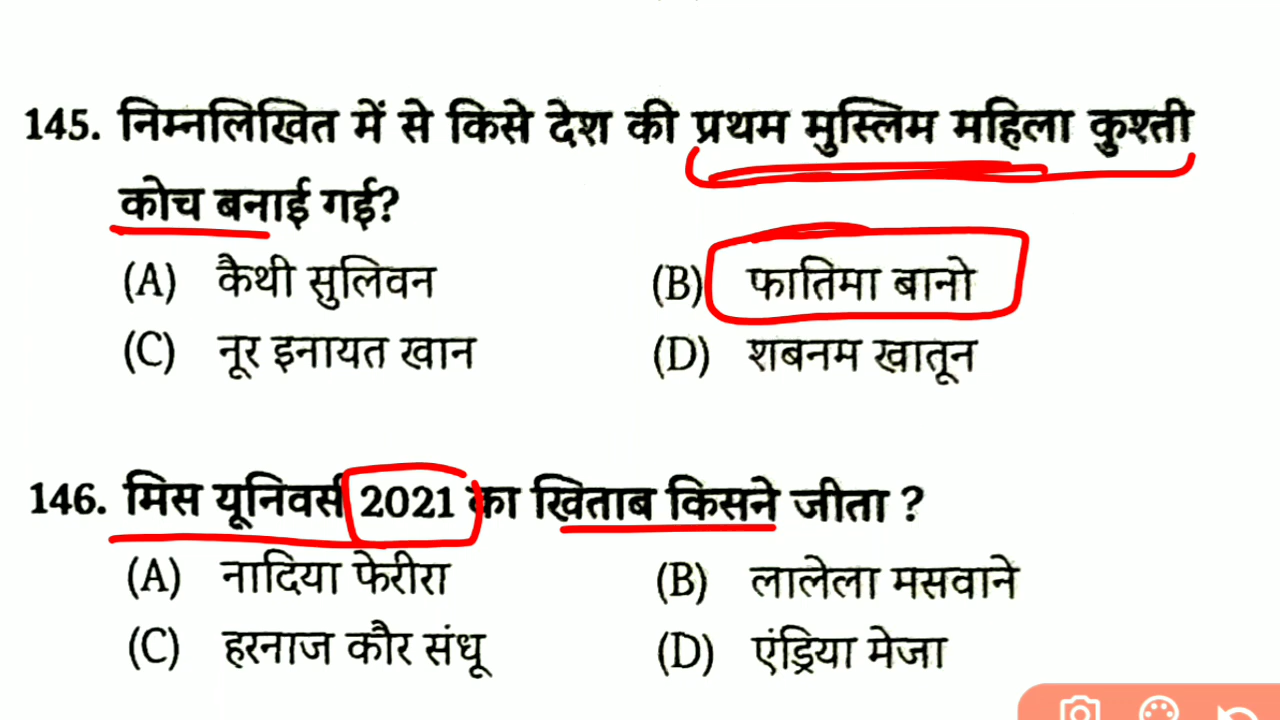 145. निम्नलिखित में से किसे देश की प्रथम मुस्लिम महिला कुश्ती
कोच बनाई गई?
(A) कैथी सुलिवन (B) फातिमा बानो
(C) नूर इनायत खान (D) शबनम खातून
146. मिस यूनिवर्स 2021 का खिताब किसने जीता ?
(A) नादिया फेरीरा (B) लालेला मसवाने
(C) हरनाज कौर संधू (D) एंड्रिया मेजा